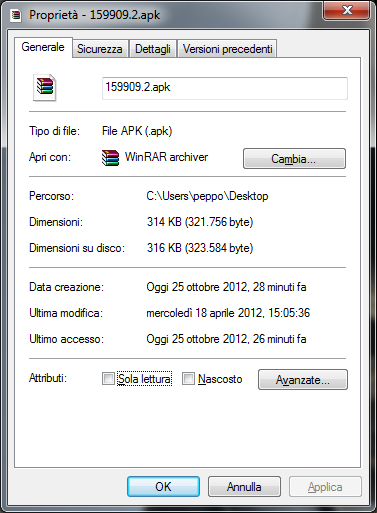 Proprietà - 159909.2.apk
Generale Sicurezza Dettagli Versioni precedenti
159909.2.apk
Tipo di file: File APK (.apk)
Apri con: WinRAR archiver Cambia...
Percorso: C:\Users\peppo\Desktop
Dimensioni: 314 KB (321.756 byte)
Dimensioni su disco: 316 KB (323.584 byte)
Data creazione: Oggi 25 ottobre 2012, 28 minuti fa
Ultima modifica: mercoledì 18 aprile 2012, 15:05:36
Ultimo accesso: Oggi 25 ottobre 2012, 26 minuti fa
Attributi: Sola lettura Nascosto Avanzate...
OK Annulla Applica